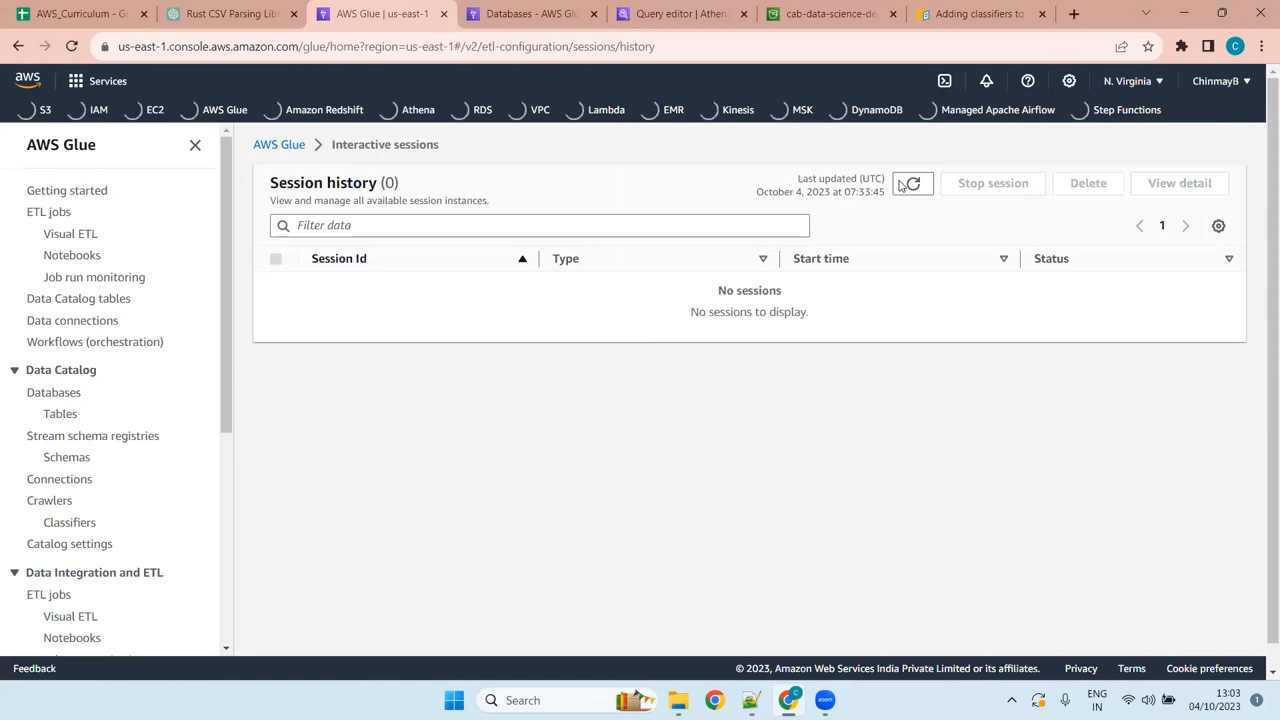 AWS_Curriculum - G
Rust CSV Parsing Lib
AWS Glue | us-east-1
Databases - AWS G
Query editor | Athe
cab-data-science-de
Adding classifiers to
us-east-1.console.aws.amazon.com/glue/home?region=us-east-1#/v2/etl-configuration/sessions/history
C
aws
Services
N. Virginia
ChinmayB
S3 IAM EC2 AWS Glue Amazon Redshift Athena RDS VPC Lambda EMR Kinesis MSK DynamoDB Managed Apache Airflow Step Functions
AWS Glue
Getting started
ETL jobs
Visual ETL
Notebooks
Job run monitoring
Data Catalog tables
Data connections
Workflows (orchestration)
Data Catalog
Databases
Tables
Stream schema registries
Schemas
Connections
Crawlers
Classifiers
Catalog settings
Data Integration and ETL
ETL jobs
Visual ETL
Notebooks
AWS Glue
Interactive sessions
Session history (0)
View and manage all available session instances.
Last updated (UTC)
October 4, 2023 at 07:33:45
Stop session
Delete
View detail
Filter data
1
Session Id
Type
Start time
Status
No sessions
No sessions to display.
Feedback
© 2023, Amazon Web Services India Private Limited or its affiliates.
Privacy
Terms
Cookie preferences
Search
C
zoom
ENG
IN
13:03
04/10/2023
1